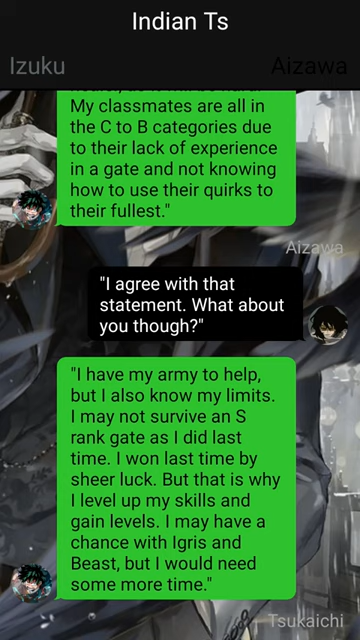 Indian Ts
Izuku
Aizawa
My classmates are all in
the C to B categories due
to their lack of experience
in a gate and not knowing
how to use their quirks to
their fullest."
Aizawa
"I agree with that
statement. What about
you though?"
"I have my army to help,
but I also know my limits.
I may not survive an S
rank gate as I did last
time. I won last time by
sheer luck. But that is why
I level up my skills and
gain levels. I may have a
chance with Igris and
Beast, but I would need
some more time."
Tsukaichi